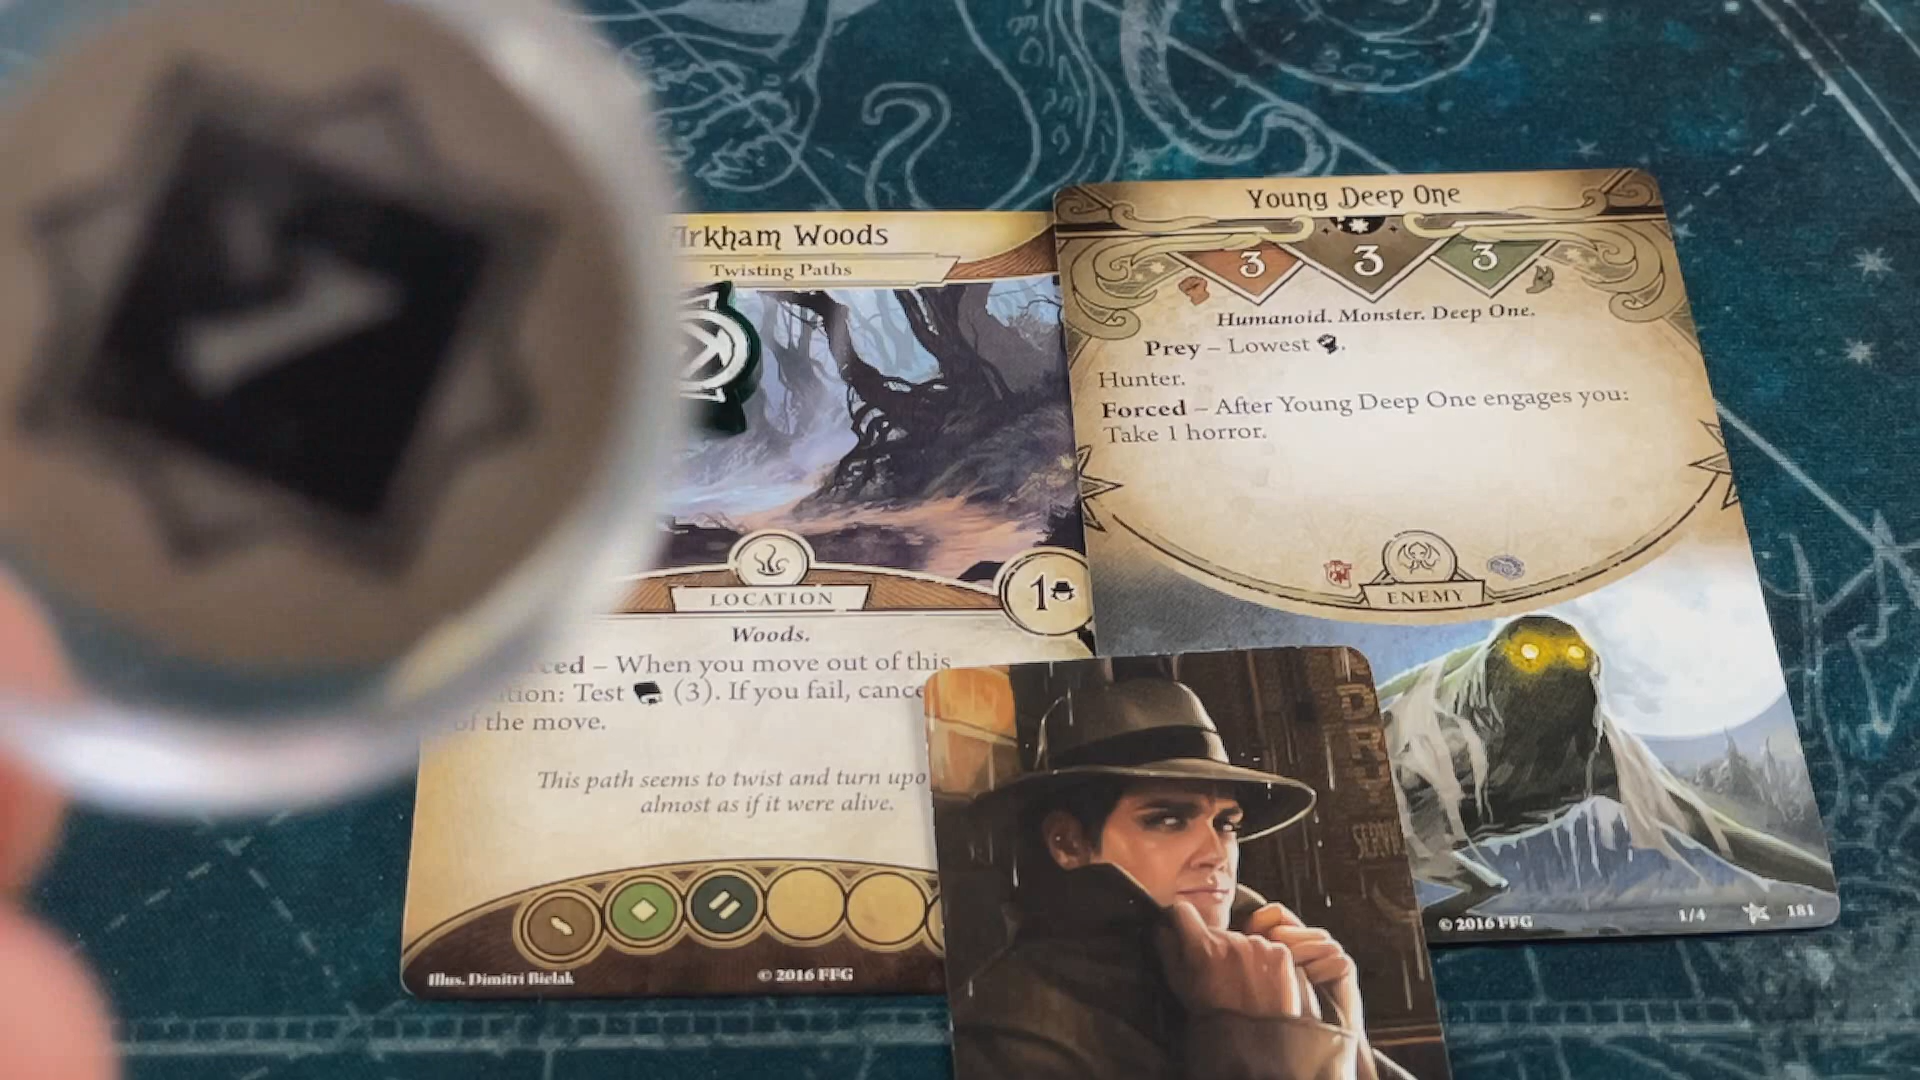 Arkham Woods
Twisting Paths
1
LOCATION
Woods.
– When you move out of this
Test (3). If you fail,
of the move.
This path seems to twist and turn
almost as if it were alive.
Illus. Dimitri Bielak
© 2016 FFG
Young Deep One
3 3 3
Humanoid. Monster. Deep One.
Prey – Lowest .
Hunter.
Forced – After Young Deep One engages you:
Take 1 horror.
ENEMY
© 2016 FFG
1/4
181